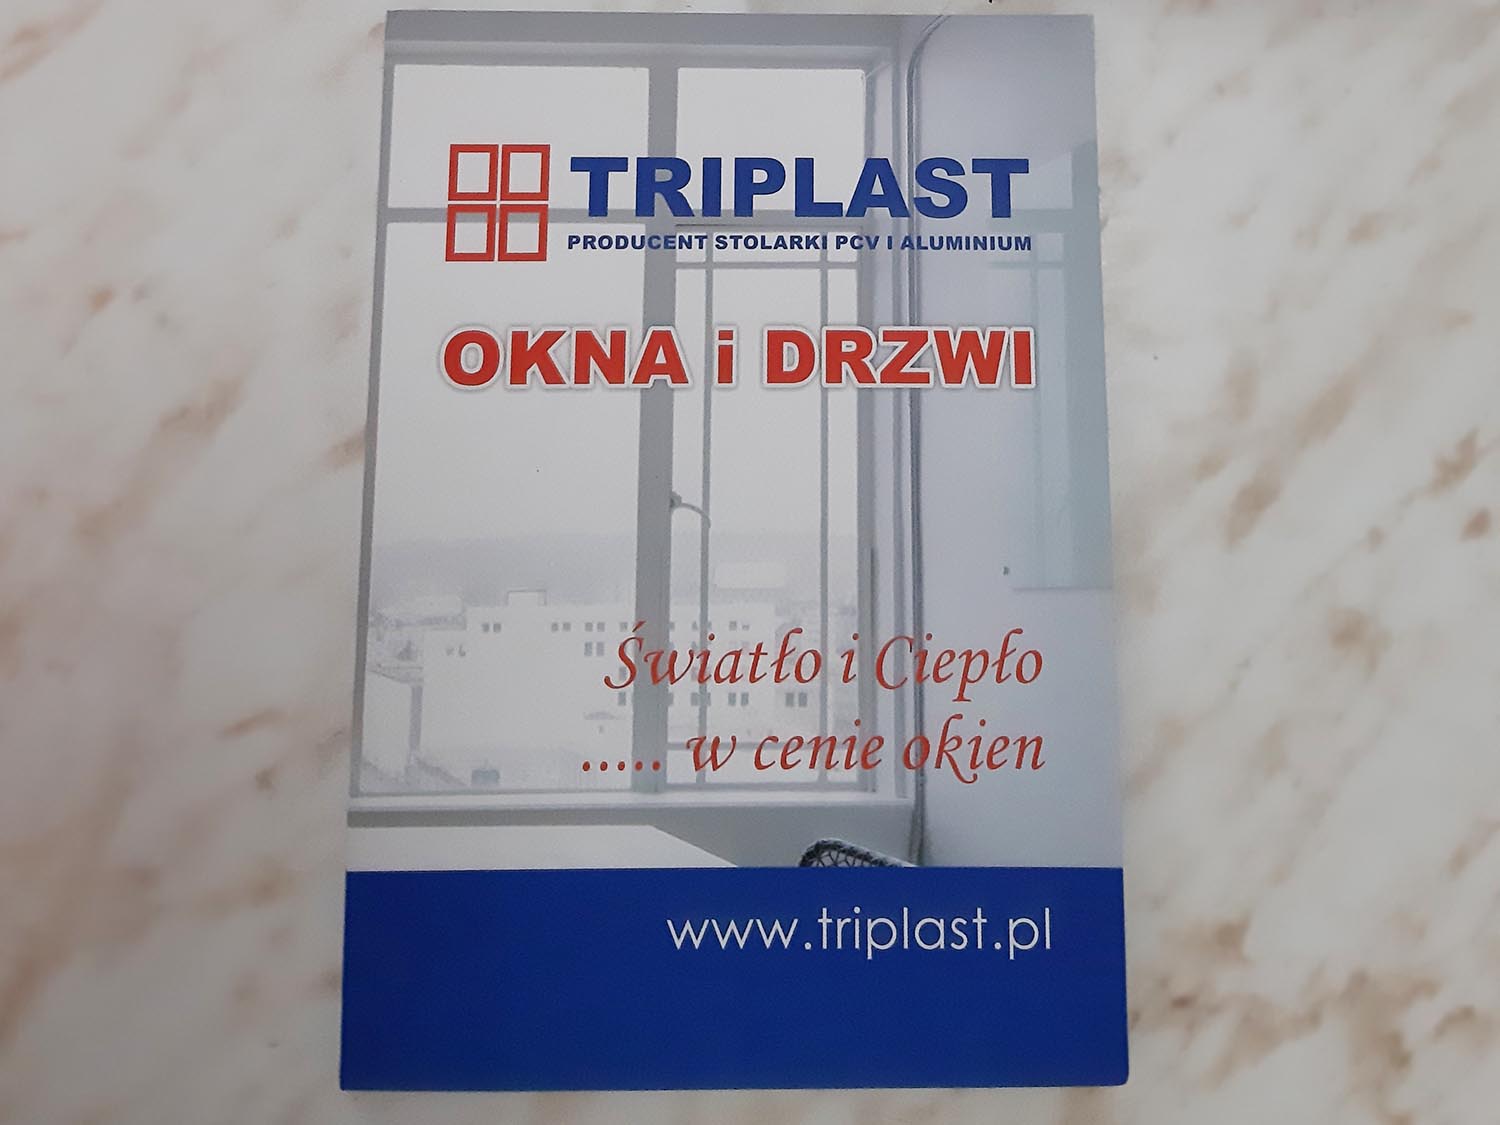 TRIPLAST
PRODUCENT STOLARKI PCV I ALUMINIUM
OKNA i DRZWI
Światło i Ciepło
..... w cenie okien
www.triplast.pl